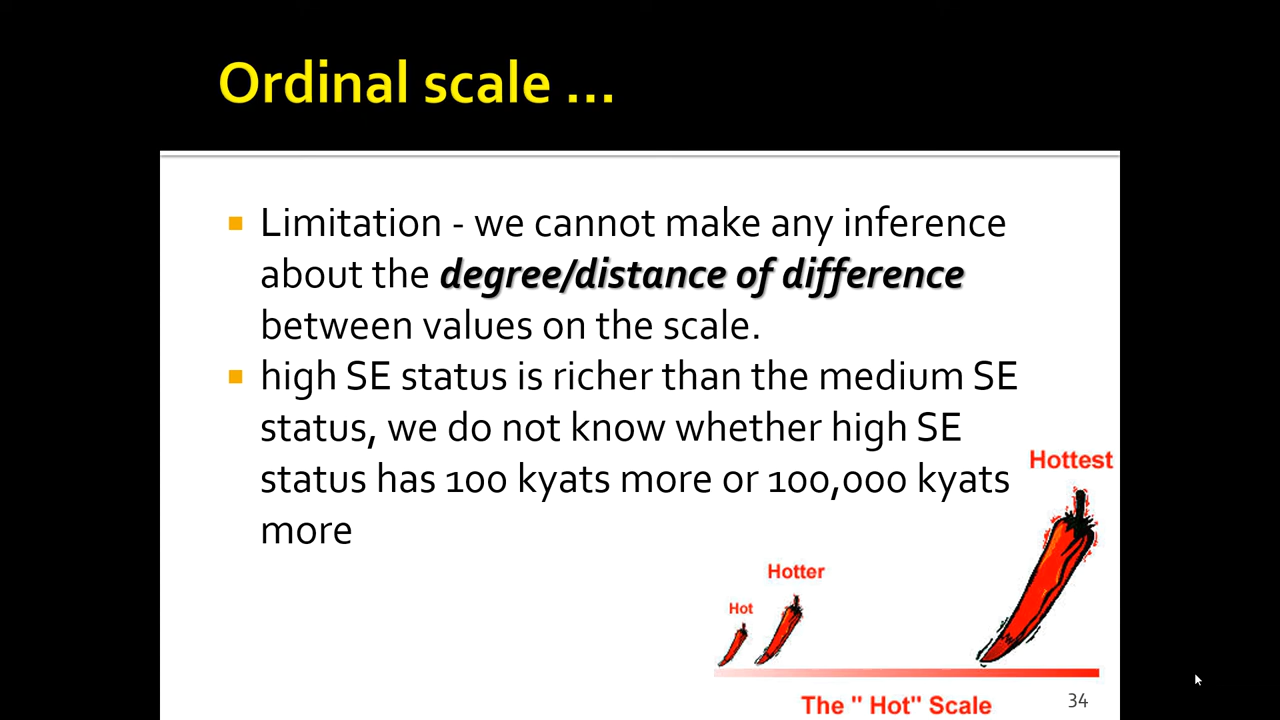 Ordinal scale ...
Limitation - we cannot make any inference
about the degree/distance of difference
between values on the scale.
high SE status is richer than the medium SE
status, we do not know whether high SE
status has 100 kyats more or 100,000 kyats
more
Hottest
Hotter
Hot
The " Hot" Scale
34